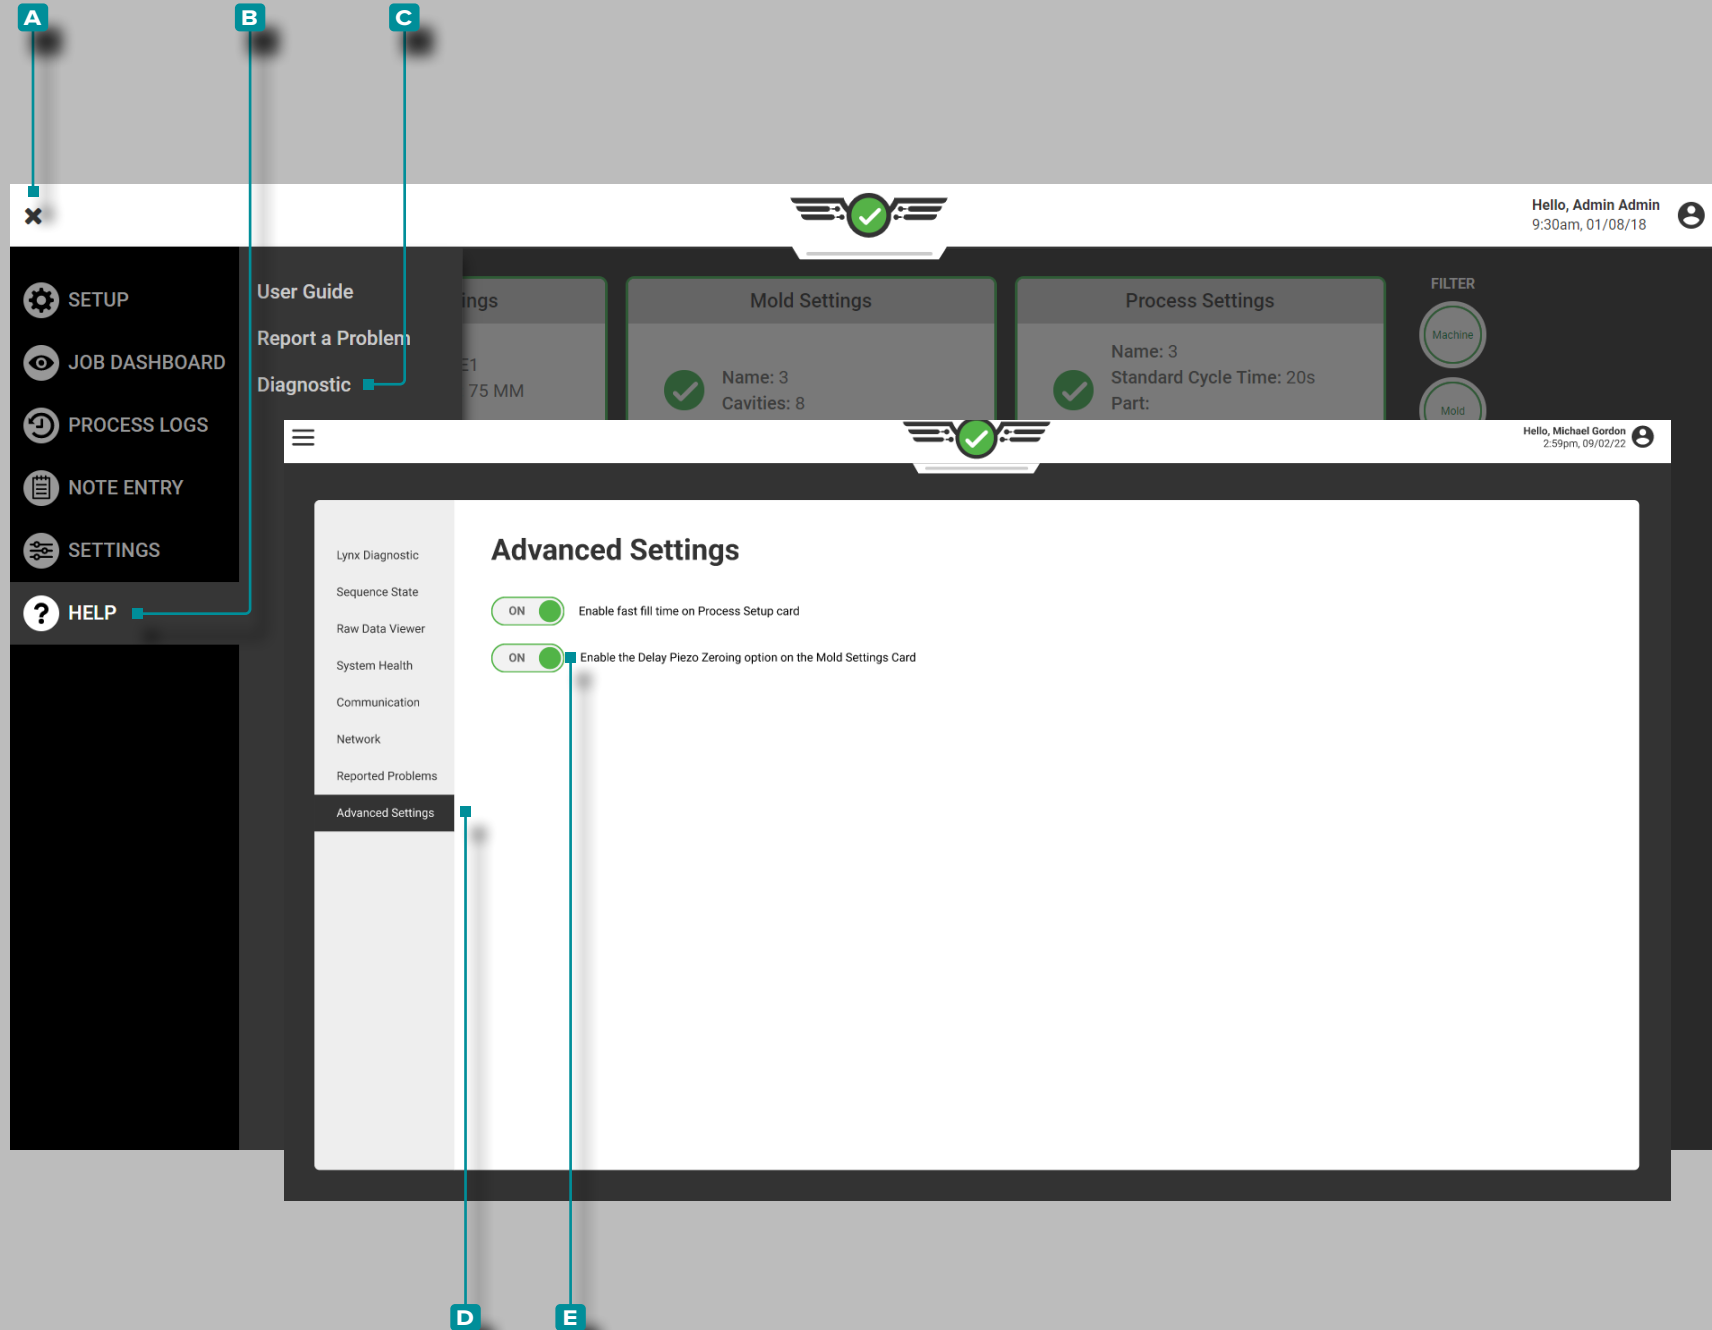 A
B
C
Hello, Admin Admin
9:30am, 01/08/18
SETUP
JOB DASHBOARD
PROCESS LOGS
NOTE ENTRY
SETTINGS
HELP
User Guide
Report a Problem
Diagnostic
ings
E1
75 MM
Mold Settings
Name: 3
Cavities: 8
Process Settings
Name: 3
Standard Cycle Time: 20s
Part:
FILTER
Machine
Mold
Hello, Michael Gordon
2:59pm, 09/02/22
Lynx Diagnostic
Sequence State
Raw Data Viewer
System Health
Communication
Network
Reported Problems
Advanced Settings
Advanced Settings
ON Enable fast fill time on Process Setup card
ON Enable the Delay Piezo Zeroing option on the Mold Settings Card
D
E